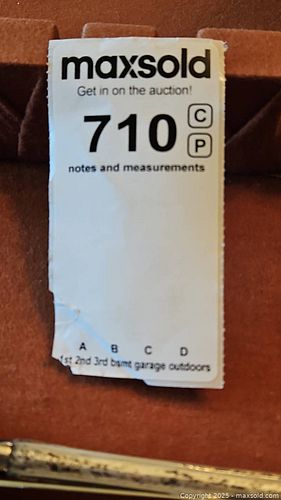 maxsold
Get in on the auction!
710 C
P
notes and measurements
A B C D
1st 2nd 3rd bsmt garage outdoors
Copyright © 2025 - maxsold.com